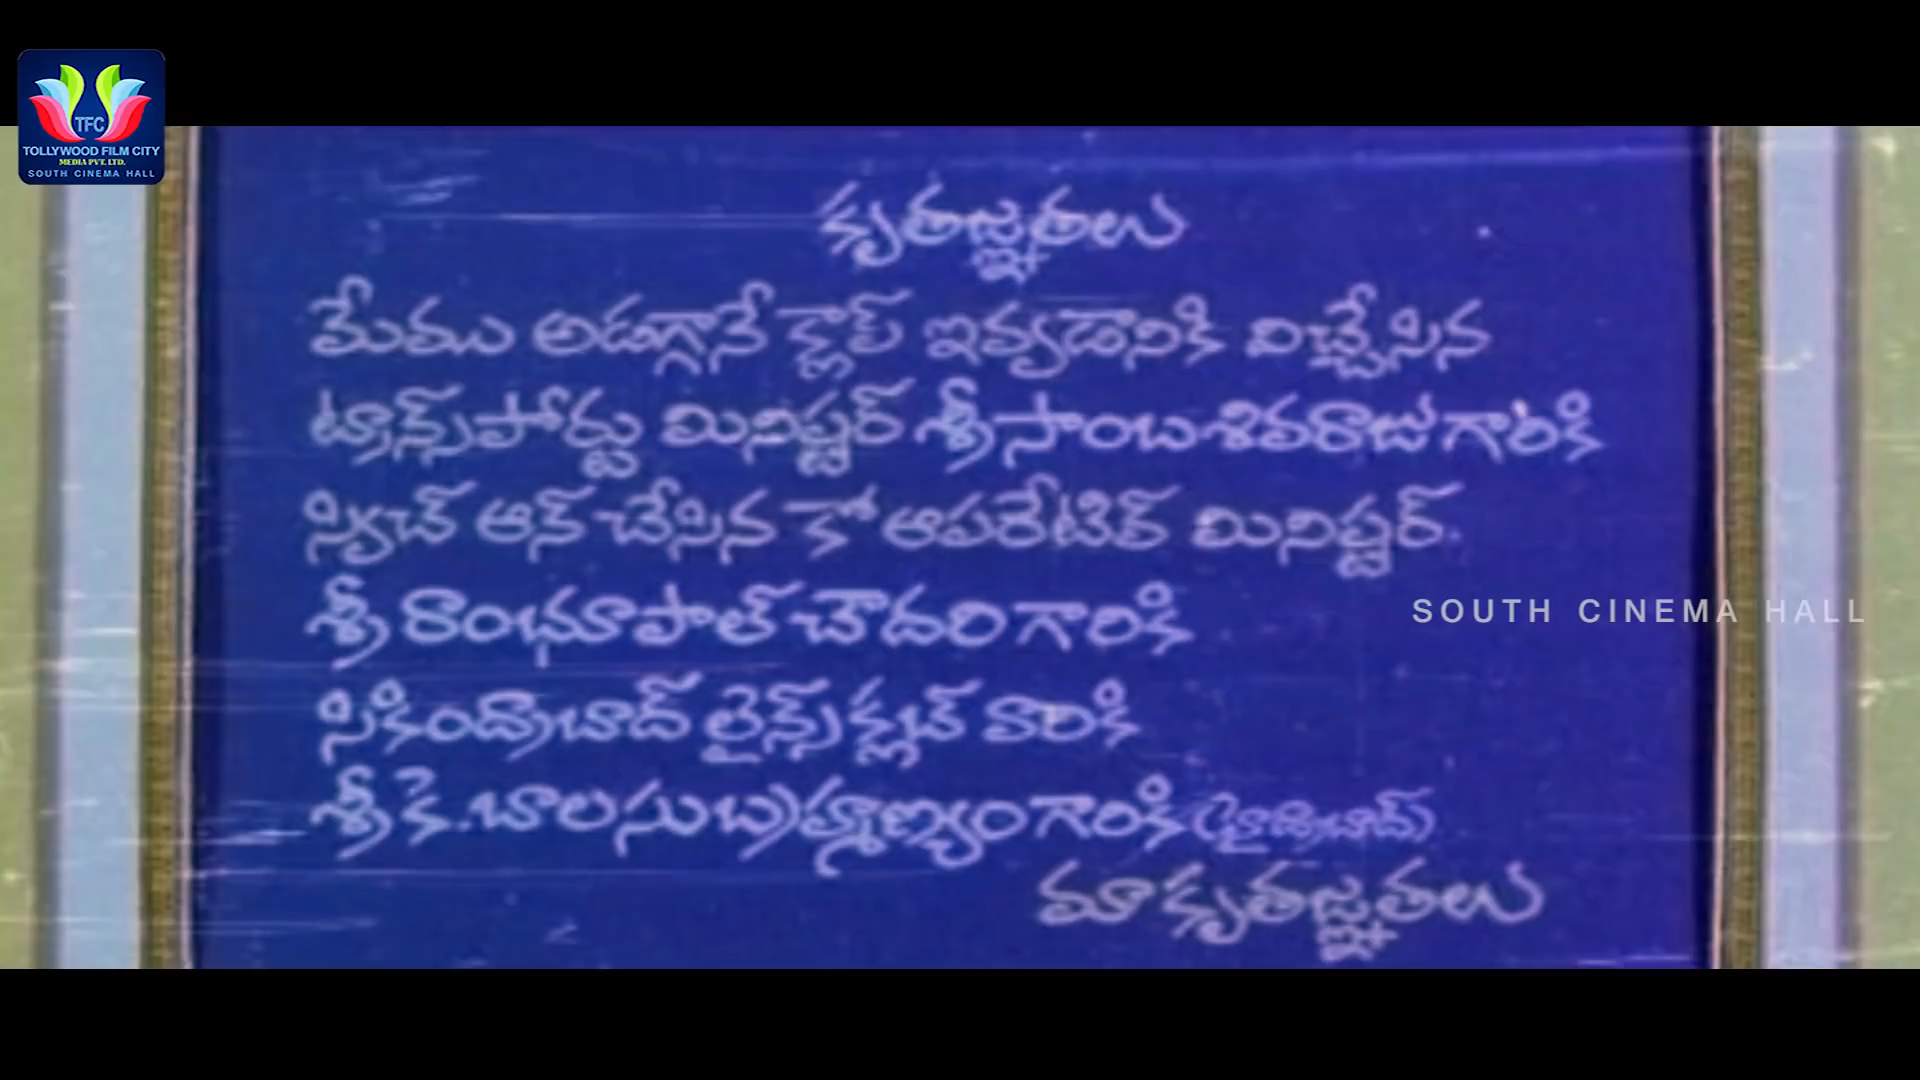 TFC
TOLLYWOOD FILM CITY
MEDIA PVT. LTD.
SOUTH CINEMA HALL
కృతజ్ఞతలు
మేము అడగ్గానే క్లాప్ ఇవ్వడానికి విచ్చేసిన
ట్రాన్స్‌పోర్టు మినిష్టర్ శ్రీ సాంబశివరాజు గారికి
స్విచ్ ఆన్ చేసిన కో ఆపరేటివ్ మినిష్టర్.
శ్రీ రాంభూపాల్ చౌదరి గారికి
SOUTH CINEMA HALL
సికింద్రాబాద్ లైన్స్ క్లబ్ వారికి
శ్రీ కె. బాలసుబ్రహ్మణ్యం గారికి (హైద్రాబాద్)
మా కృతజ్ఞతలు